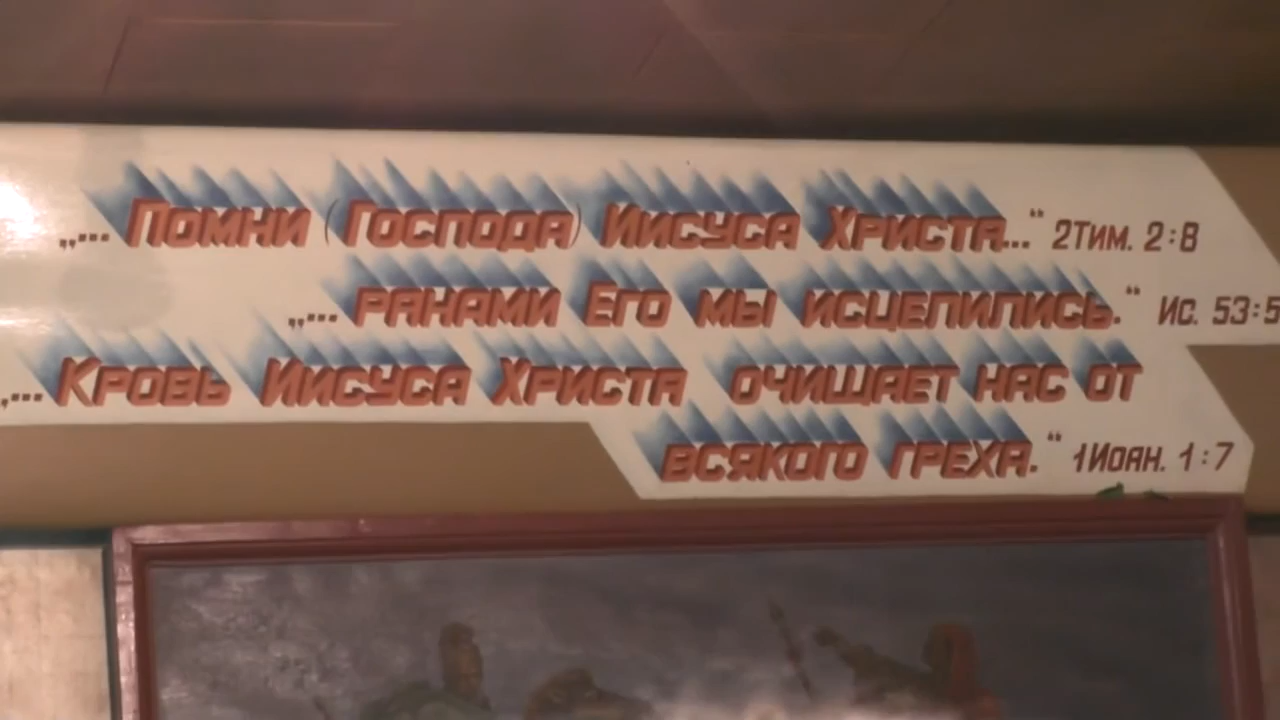 „... Помни (Господа) Иисуса Христа...“ 2Тим. 2:8
„... ранами Его мы исцелились.“ Ис. 53:5
„... Кровь Иисуса Христа очищает нас от
всякого греха.“ 1Иоан. 1:7